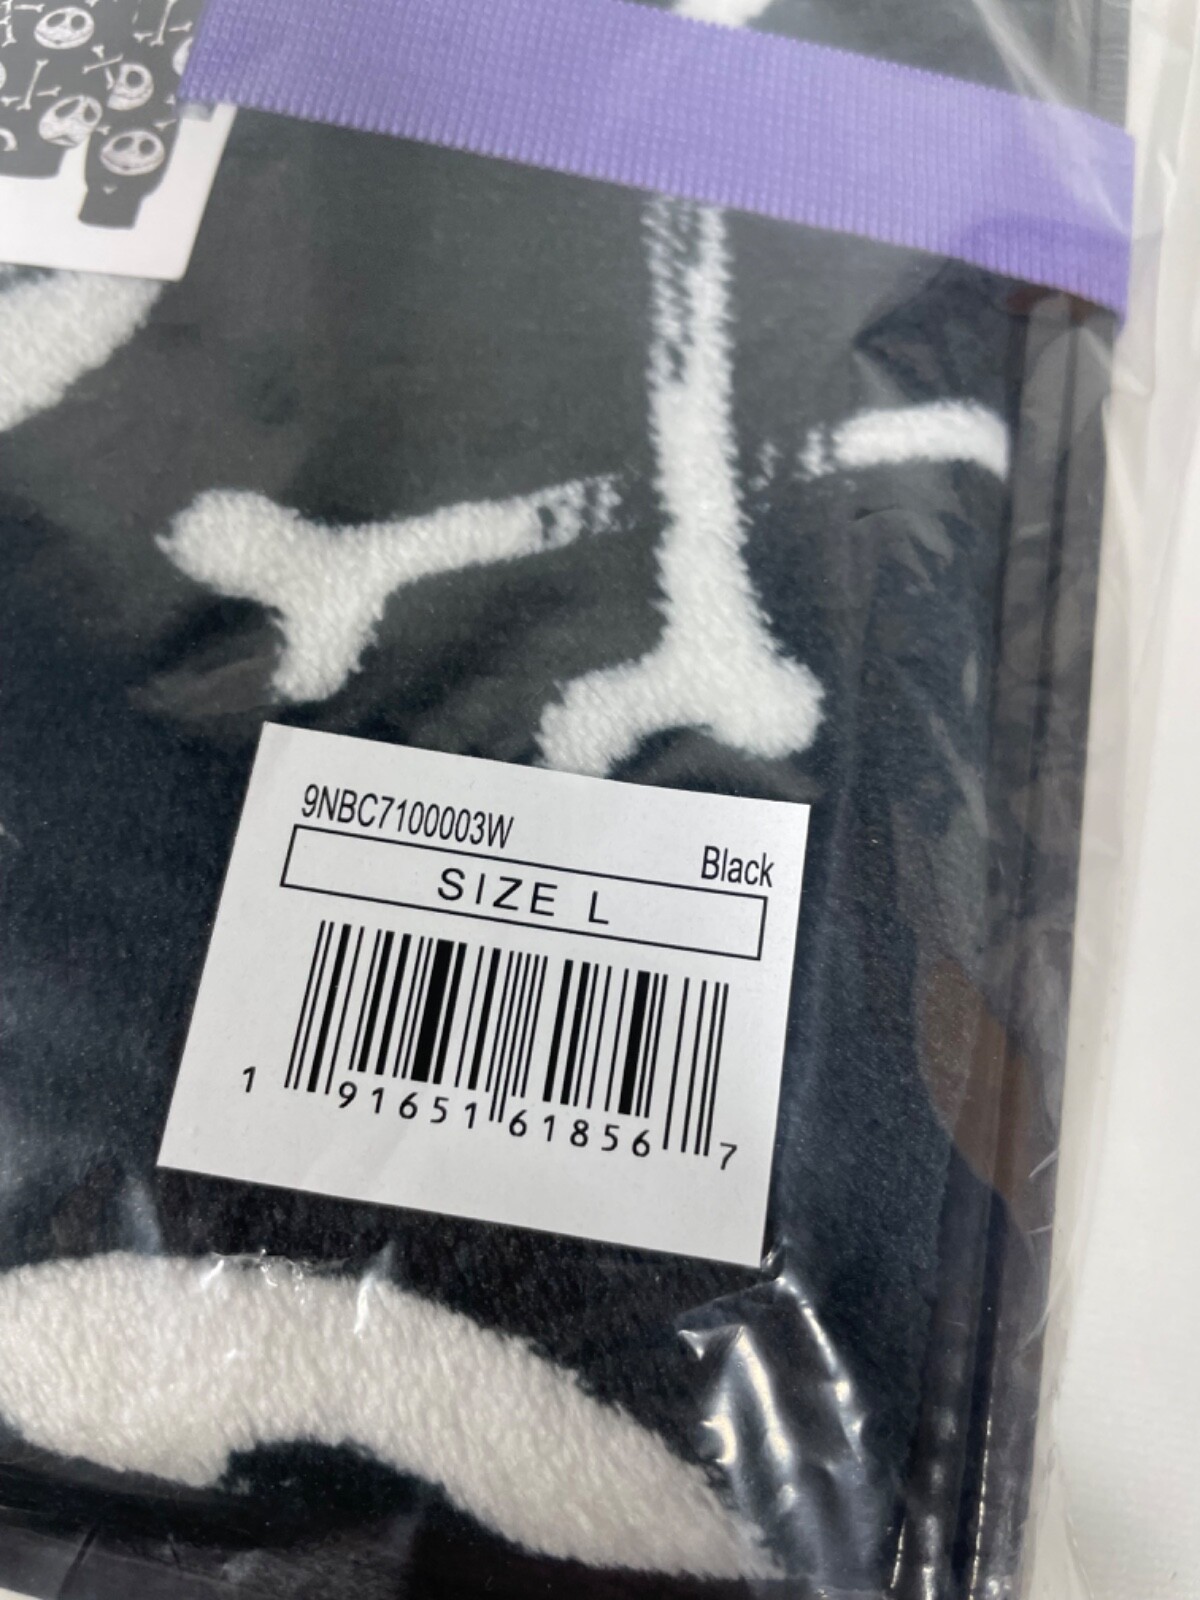 9NBC7100003W
Black
SIZE L
1 91651 61856 7